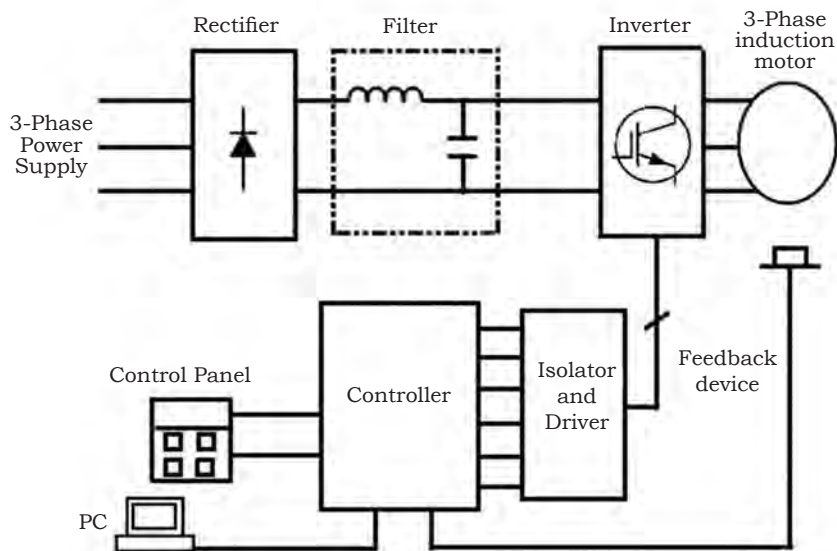 Rectifier
Filter
Inverter
3-Phase
induction
motor
3-Phase
Power
Supply
Control Panel
Controller
Isolator
and
Driver
Feedback
device
PC